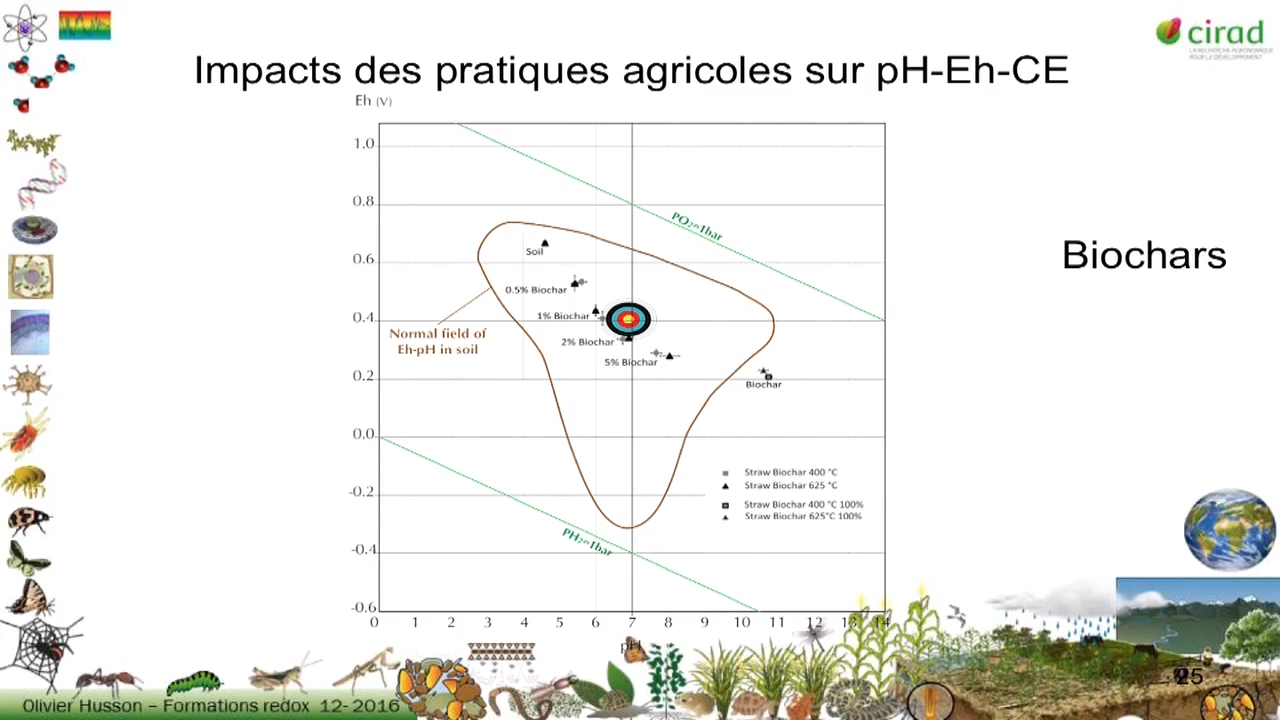 cirad
LA RECHERCHE AGRONOMIQUE
POUR LE DÉVELOPPEMENT
Impacts des pratiques agricoles sur pH-Eh-CE
Eh (V)
1.0
0.8
PO₂=1bar
Soil
0.6
Biochars
0.5% Biochar
1% Biochar
0.4
Normal field of
Eh-pH in soil
2% Biochar
5% Biochar
0.2
Biochar
0.0
Straw Biochar 400 °C
Straw Biochar 625 °C
-0.2
Straw Biochar 400 °C 100%
Straw Biochar 625°C 100%
PH₂=1bar
-0.4
-0.6
0 1 2 3 4 5 6 7 8 9 10 11 12 13 14
pH
Olivier Husson – Formations redox 12- 2016